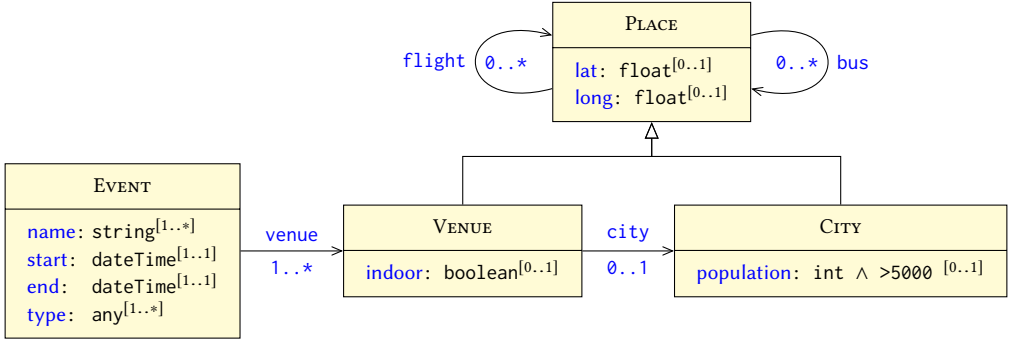 PLACE
lat: float[0..1]
long: float[0..1]
flight
0..*
0..*
bus
EVENT
name: string[1..*]
start: dateTime[1..1]
end: dateTime[1..1]
type: any[1..*]
venue
1..*
VENUE
indoor: boolean[0..1]
city
0..1
CITY
population: int ∧ >5000 [0..1]